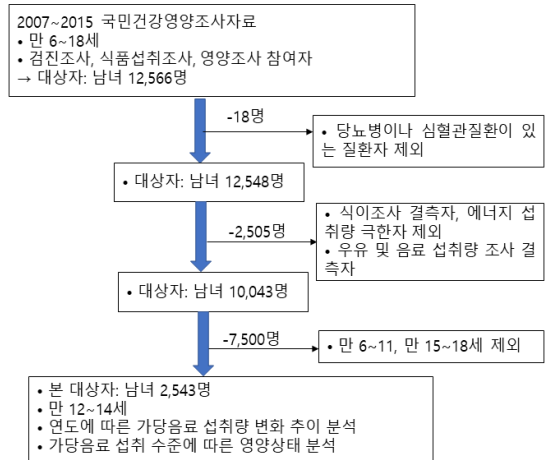 2007~2015 국민건강영양조사자료
• 만 6~18세
• 검진조사, 식품섭취조사, 영양조사 참여자
→ 대상자: 남녀 12,566명
-18명
• 당뇨병이나 심혈관질환이 있
는 질환자 제외
• 대상자: 남녀 12,548명
-2,505명
• 식이조사 결측자, 에너지 섭
취량 극한자 제외
• 우유 및 음료 섭취량 조사 결
측자
• 대상자: 남녀 10,043명
-7,500명
• 만 6~11, 만 15~18세 제외
• 본 대상자: 남녀 2,543명
• 만 12~14세
• 연도에 따른 가당음료 섭취량 변화 추이 분석
• 가당음료 섭취 수준에 따른 영양상태 분석